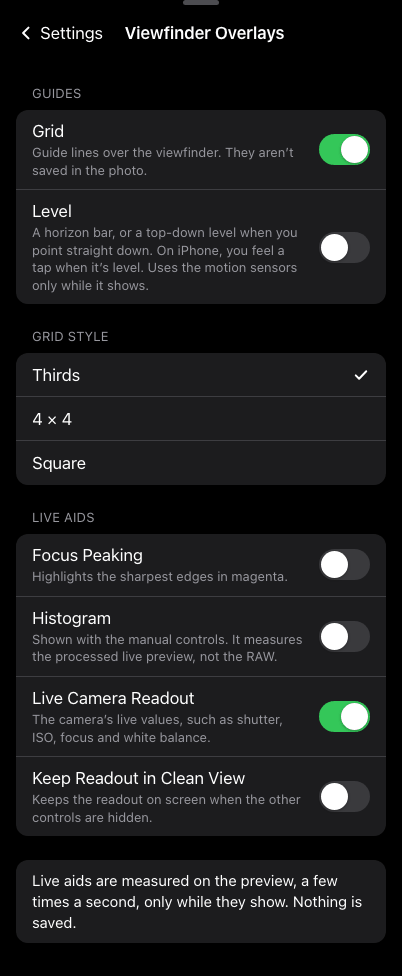 Settings
Viewfinder Overlays
GUIDES
Grid
Guide lines over the viewfinder. They aren’t
saved in the photo.
Level
A horizon bar, or a top-down level when you
point straight down. On iPhone, you feel a
tap when it’s level. Uses the motion sensors
only while it shows.
GRID STYLE
Thirds
4 × 4
Square
LIVE AIDS
Focus Peaking
Highlights the sharpest edges in magenta.
Histogram
Shown with the manual controls. It measures
the processed live preview, not the RAW.
Live Camera Readout
The camera’s live values, such as shutter,
ISO, focus and white balance.
Keep Readout in Clean View
Keeps the readout on screen when the other
controls are hidden.
Live aids are measured on the preview, a few
times a second, only while they show. Nothing is
saved.